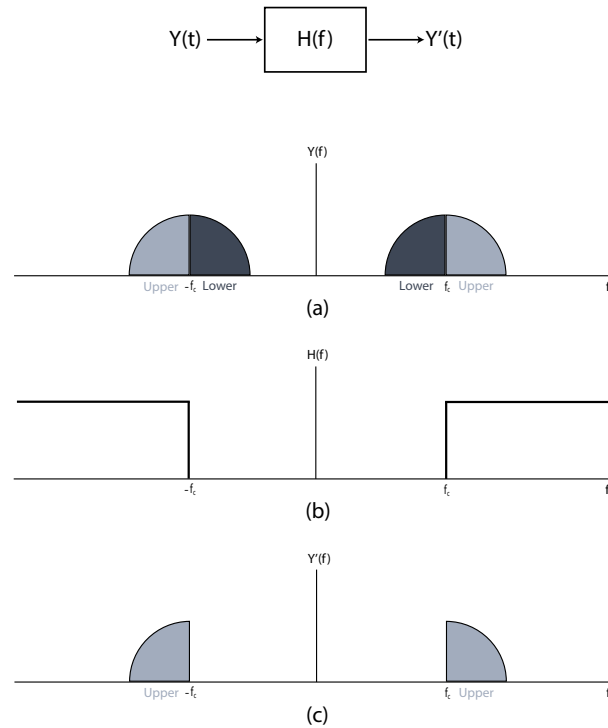 Y(t) H(f) Y'(t)
Y(f)
Upper -fc Lower Lower fc Upper f
(a)
H(f)
-fc fc f
(b)
Y'(f)
Upper -fc fc Upper f
(c)